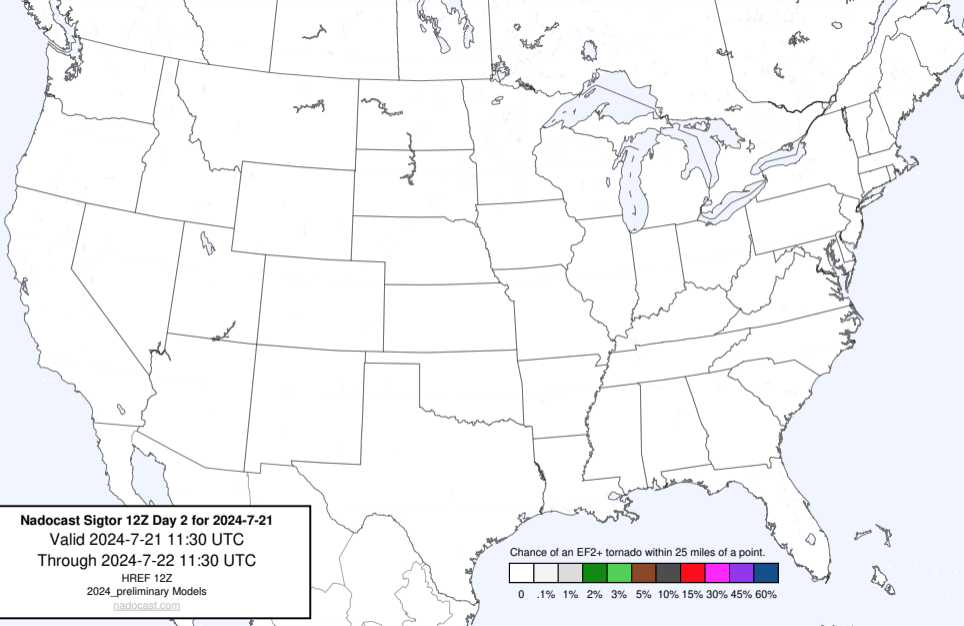 Nadocast Sigtor 12Z Day 2 for 2024-7-21
Valid 2024-7-21 11:30 UTC
Through 2024-7-22 11:30 UTC
HREF 12Z
2024_preliminary Models
nadocast.com
Chance of an EF2+ tornado within 25 miles of a point.
0 .1% 1% 2% 3% 5% 10% 15% 30% 45% 60%